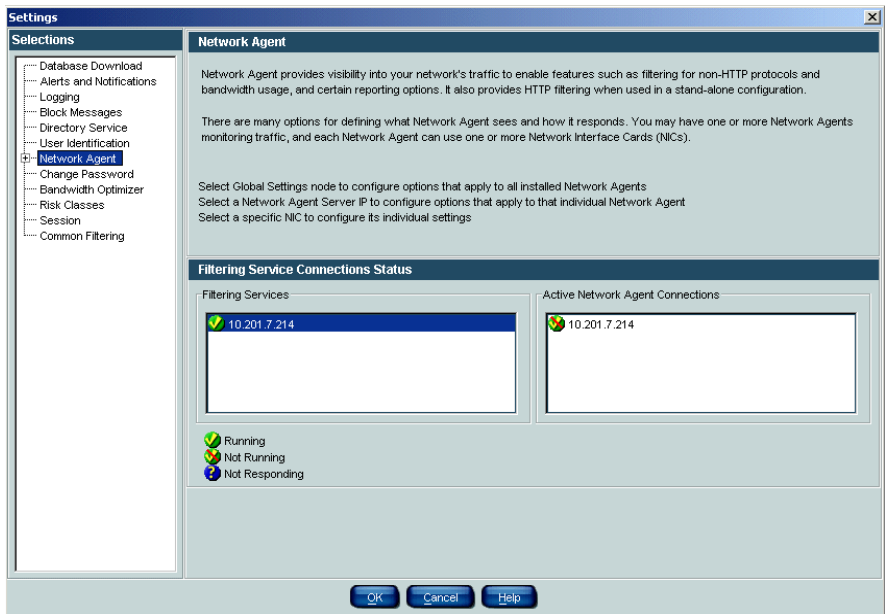 Settings
Selections
Database Download
Alerts and Notifications
Logging
Block Messages
Directory Service
User Identification
Network Agent
Change Password
Bandwidth Optimizer
Risk Classes
Session
Common Filtering
Network Agent
Network Agent provides visibility into your network's traffic to enable features such as filtering for non-HTTP protocols and
bandwidth usage, and certain reporting options. It also provides HTTP filtering when used in a stand-alone configuration.
There are many options for defining what Network Agent sees and how it responds. You may have one or more Network Agents
monitoring traffic, and each Network Agent can use one or more Network Interface Cards (NICs).
Select Global Settings node to configure options that apply to all installed Network Agents
Select a Network Agent Server IP to configure options that apply to that individual Network Agent
Select a specific NIC to configure its individual settings
Filtering Service Connections Status
Filtering Services
10.201.7.214
Active Network Agent Connections
10.201.7.214
Running
Not Running
? Not Responding
OK
Cancel
Help